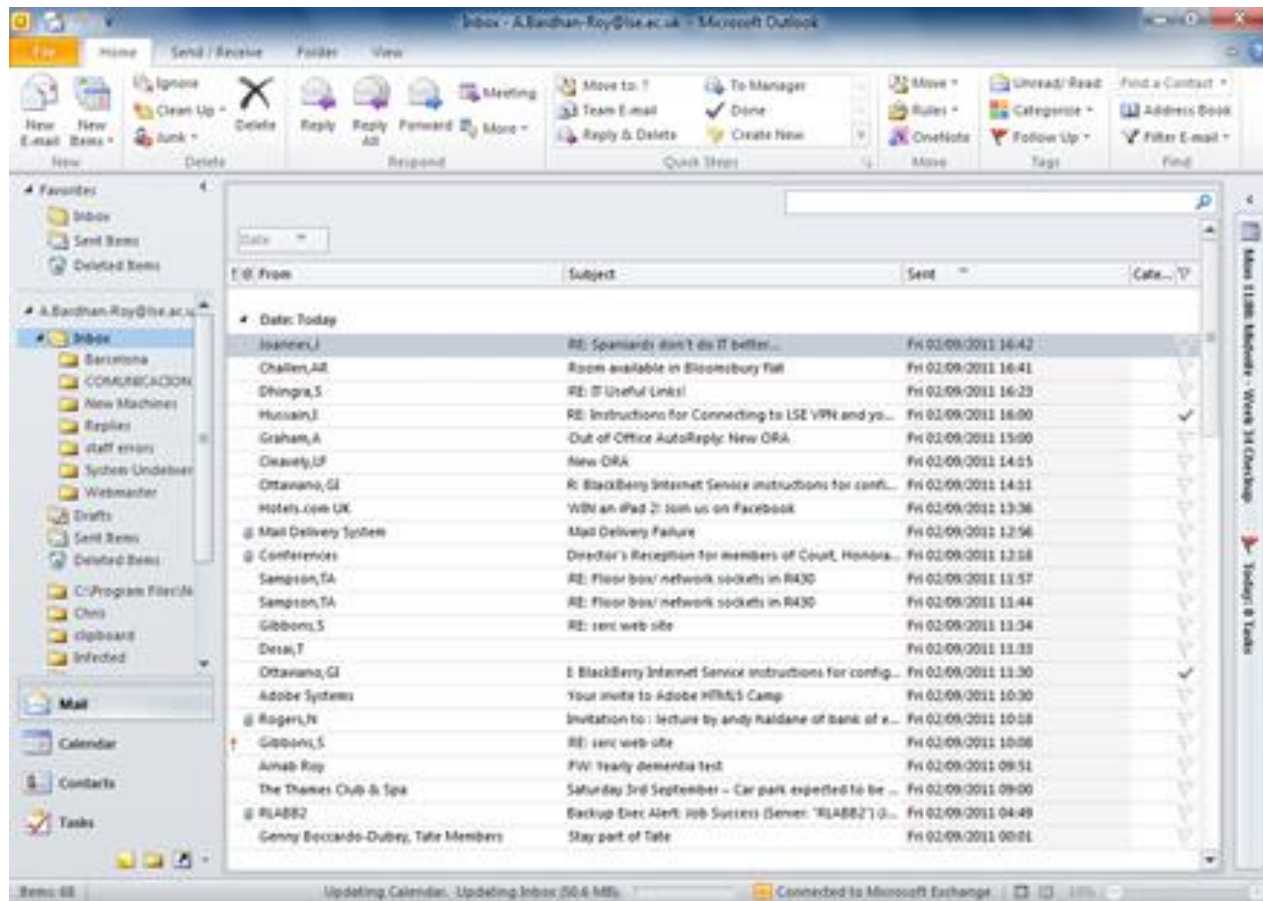 Inbox - A.Bardhan-Roy@lse.ac.uk - Microsoft Outlook
File Home Send / Receive Folder View
New E-mail
New Items
Ignore
Clean Up
Junk
Delete
Reply
Reply All
Forward
Meeting
More
Move to: ?
Team E-mail
Reply & Delete
To Manager
Done
Create New
Move
Rules
OneNote
Unread/ Read
Categorize
Follow Up
Find a Contact
Address Book
Filter E-mail
New Delete Respond Quick Steps Move Tags Find
Favorites
Inbox
Sent Items
Deleted Items
A.Bardhan-Roy@lse.ac.u
Inbox
Barcelona
COMUNICACION
New Machines
Replies
staff errors
System Undeliver
Webmaster
Drafts
Sent Items
Deleted Items
C:\Program Files\N
Chris
clipboard
Infected
Mail
Calendar
Contacts
Tasks
Date
From Subject Sent Cate...
Date: Today
Joannes,J RE: Spaniards don't do IT better... Fri 02/09/2011 16:42
Challen,AR Room available in Bloomsbury Flat Fri 02/09/2011 16:41
Dhingra,S RE: IT Useful Links! Fri 02/09/2011 16:23
Hussain,I RE: Instructions for Connecting to LSE VPN and yo... Fri 02/09/2011 16:00
Graham,A Out of Office AutoReply: New ORA Fri 02/09/2011 15:00
Cleavely,LF New ORA Fri 02/09/2011 14:15
Ottaviano,GI R: BlackBerry Internet Service instructions for confi... Fri 02/09/2011 14:11
Hotels.com UK WIN an iPad 2! Join us on Facebook Fri 02/09/2011 13:36
Mail Delivery System Mail Delivery Failure Fri 02/09/2011 12:56
Conferences Director's Reception for members of Court, Honora... Fri 02/09/2011 12:18
Sampson,TA RE: Floor box/ network sockets in R430 Fri 02/09/2011 11:57
Sampson,TA RE: Floor box/ network sockets in R430 Fri 02/09/2011 11:44
Gibbons,S RE: serc web site Fri 02/09/2011 11:34
Desai,T Fri 02/09/2011 11:33
Ottaviano,GI I: BlackBerry Internet Service instructions for config... Fri 02/09/2011 11:30
Adobe Systems Your invite to Adobe HTML5 Camp Fri 02/09/2011 10:30
Rogers,N Invitation to : lecture by andy haldane of bank of e... Fri 02/09/2011 10:18
Gibbons,S RE: serc web site Fri 02/09/2011 10:08
Arnab Roy FW: Yearly dementia test Fri 02/09/2011 09:51
The Thames Club & Spa Saturday 3rd September – Car park expected to be ... Fri 02/09/2011 09:00
RLAB82 Backup Exec Alert: Job Success (Server: "RLAB82") (J... Fri 02/09/2011 04:49
Genny Boccardo-Dubey, Tate Members Stay part of Tate Fri 02/09/2011 00:01
Mon 11:00: Midwife - Week 34 Checkup
Today: 0 Tasks
Items: 68 Updating Calendar. Updating Inbox (50.6 MB). Connected to Microsoft Exchange 10%